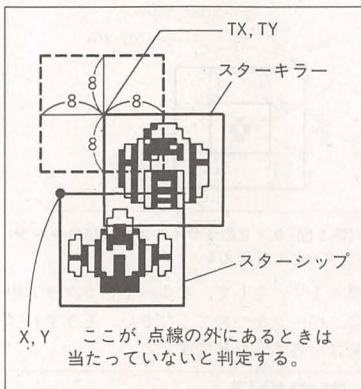 TX, TY
スターキラー
8
8
8
8
スターシップ
X, Y
ここが,点線の外にあるときは
当たっていないと判定する。